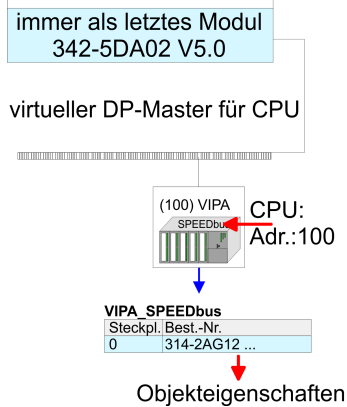 immer als letztes Modul
342-5DA02 V5.0
virtueller DP-Master für CPU
(100) VIPA
SPEEDbus
CPU:
Adr.:100
VIPA_SPEEDbus
Steckpl. Best.-Nr.
0 314-2AG12 ...
Objekteigenschaften